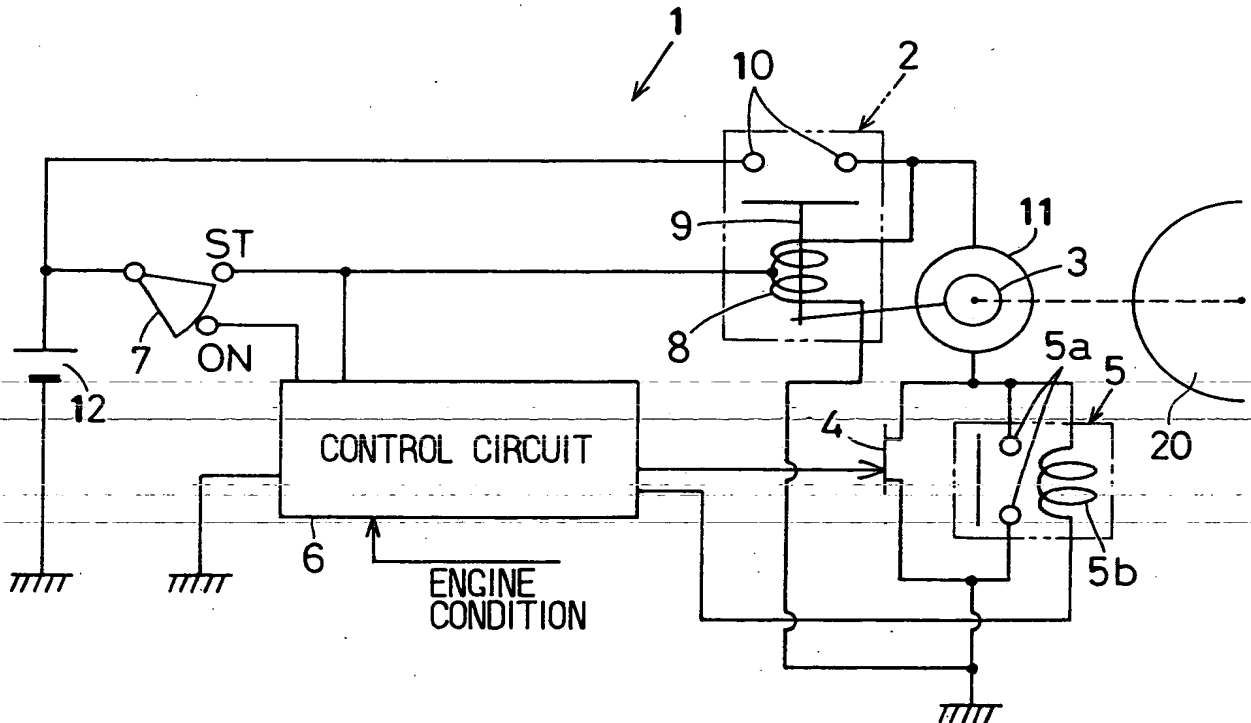 1
10
2
9
11
3
ST
7
ON
8
5a
5
12
4
20
CONTROL CIRCUIT
6
5b
ENGINE
CONDITION